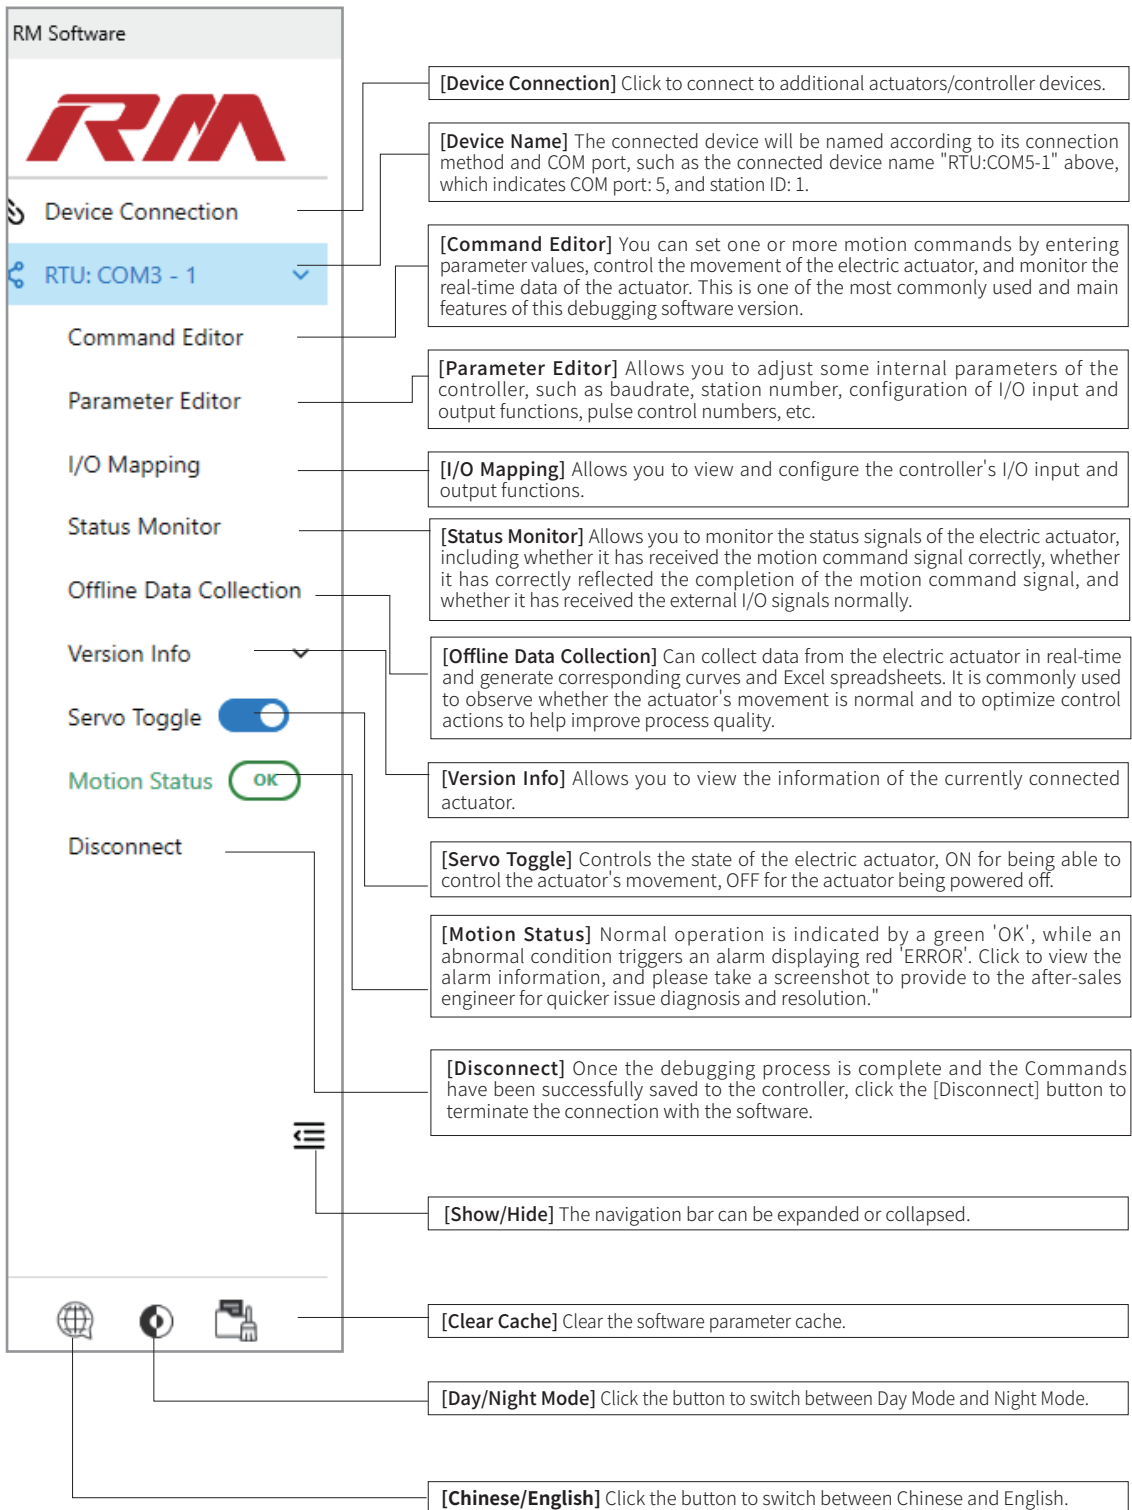 RM Software
RM
Device Connection
RTU: COM3 - 1
Command Editor
Parameter Editor
I/O Mapping
Status Monitor
Offline Data Collection
Version Info
Servo Toggle
Motion Status OK
Disconnect
[Device Connection] Click to connect to additional actuators/controller devices.
[Device Name] The connected device will be named according to its connection
method and COM port, such as the connected device name "RTU:COM5-1" above,
which indicates COM port: 5, and station ID: 1.
[Command Editor] You can set one or more motion commands by entering
parameter values, control the movement of the electric actuator, and monitor the
real-time data of the actuator. This is one of the most commonly used and main
features of this debugging software version.
[Parameter Editor] Allows you to adjust some internal parameters of the
controller, such as baudrate, station number, configuration of I/O input and
output functions, pulse control numbers, etc.
[I/O Mapping] Allows you to view and configure the controller's I/O input and
output functions.
[Status Monitor] Allows you to monitor the status signals of the electric actuator,
including whether it has received the motion command signal correctly, whether
it has correctly reflected the completion of the motion command signal, and
whether it has received the external I/O signals normally.
[Offline Data Collection] Can collect data from the electric actuator in real-time
and generate corresponding curves and Excel spreadsheets. It is commonly used
to observe whether the actuator's movement is normal and to optimize control
actions to help improve process quality.
[Version Info] Allows you to view the information of the currently connected
actuator.
[Servo Toggle] Controls the state of the electric actuator, ON for being able to
control the actuator's movement, OFF for the actuator being powered off.
[Motion Status] Normal operation is indicated by a green 'OK', while an
abnormal condition triggers an alarm displaying red 'ERROR'. Click to view the
alarm information, and please take a screenshot to provide to the after-sales
engineer for quicker issue diagnosis and resolution."
[Disconnect] Once the debugging process is complete and the Commands
have been successfully saved to the controller, click the [Disconnect] button to
terminate the connection with the software.
[Show/Hide] The navigation bar can be expanded or collapsed.
[Clear Cache] Clear the software parameter cache.
[Day/Night Mode] Click the button to switch between Day Mode and Night Mode.
[Chinese/English] Click the button to switch between Chinese and English.